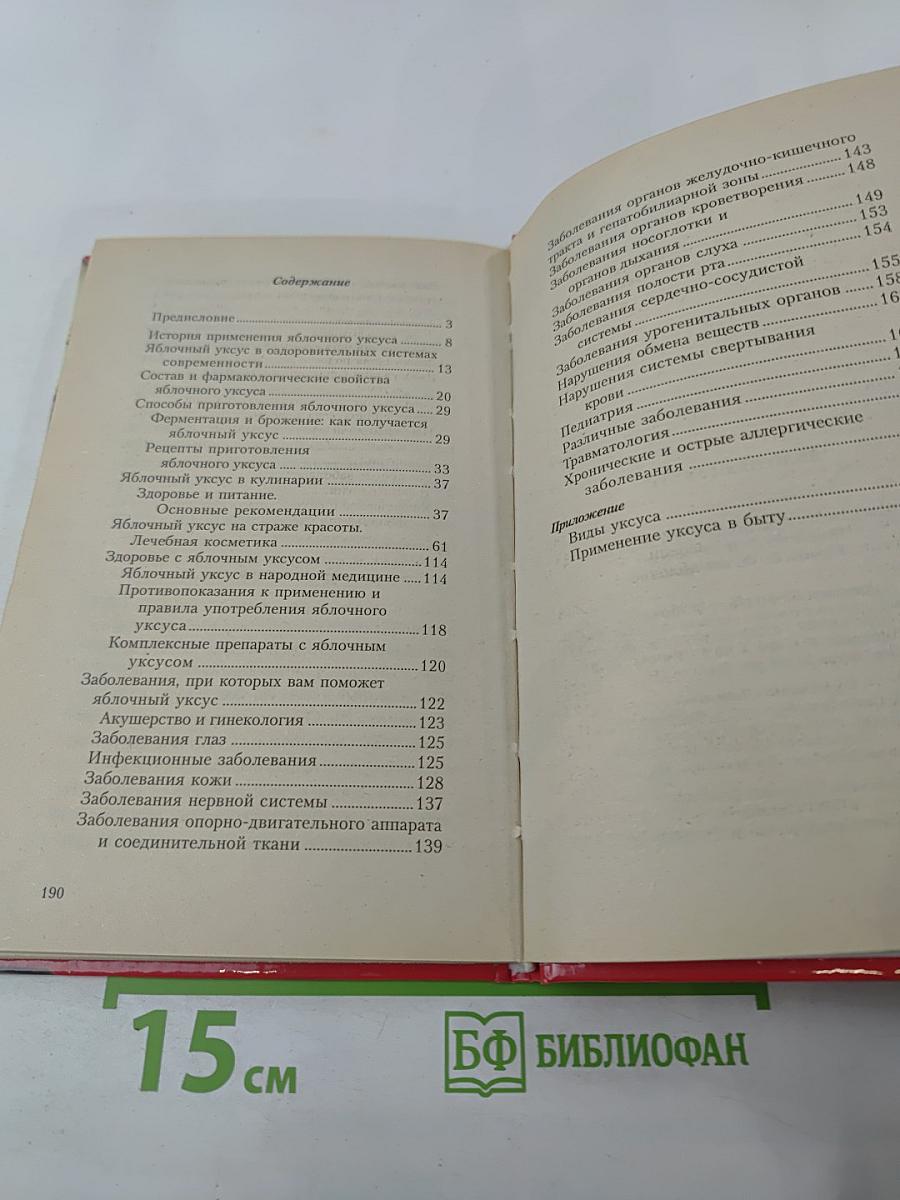 Содержание
Предисловие ... 3
История применения яблочного уксуса ... 8
Яблочный уксус в оздоровительных системах
современности ... 13
Состав и фармакологические свойства
яблочного уксуса ... 20
Способы приготовления яблочного уксуса ... 29
Ферментация и брожение: как получается
яблочный уксус ... 29
Рецепты приготовления
яблочного уксуса ... 33
Яблочный уксус в кулинарии ... 37
Здоровье и питание.
Основные рекомендации ... 37
Яблочный уксус на страже красоты.
Лечебная косметика ... 61
Здоровье с яблочным уксусом ... 114
Яблочный уксус в народной медицине ... 114
Противопоказания к применению и
правила употребления яблочного
уксуса ... 118
Комплексные препараты с яблочным
уксусом ... 120
Заболевания, при которых вам поможет
яблочный уксус ... 122
Акушерство и гинекология ... 123
Заболевания глаз ... 125
Инфекционные заболевания ... 125
Заболевания кожи ... 128
Заболевания нервной системы ... 137
Заболевания опорно-двигательного аппарата
и соединительной ткани ... 139
190
Заболевания органов желудочно-кишечного
тракта и гепатобилиарной зоны ... 143
Заболевания органов кроветворения ... 148
Заболевания носоглотки и
органов дыхания ... 149
Заболевания органов слуха ... 153
Заболевания полости рта ... 154
Заболевания сердечно-сосудистой
системы ... 155
Заболевания урогенитальных органов ... 158
Нарушения обмена веществ ...
Нарушения системы свертывания
крови ...
Педиатрия ...
Различные заболевания ...
Травматология ...
Хронические и острые аллергические
заболевания ...
Приложение
Виды уксуса ...
Применение уксуса в быту ...
15 см
БФ БИБЛИОФАН